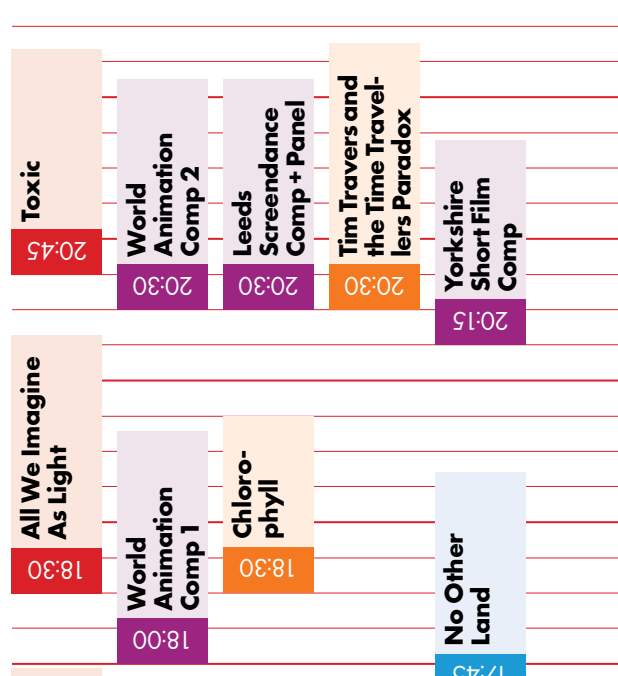 Toxic
20:45
World
Animation
Comp 2
20:30
Leeds
Screendance
Comp + Panel
20:30
Tim Travers and
the Time Travel-
lers Paradox
20:30
Yorkshire
Short Film
Comp
20:15
All We Imagine
As Light
18:30
World
Animation
Comp 1
18:00
Chloro-
phyll
18:30
No Other
Land
17:45